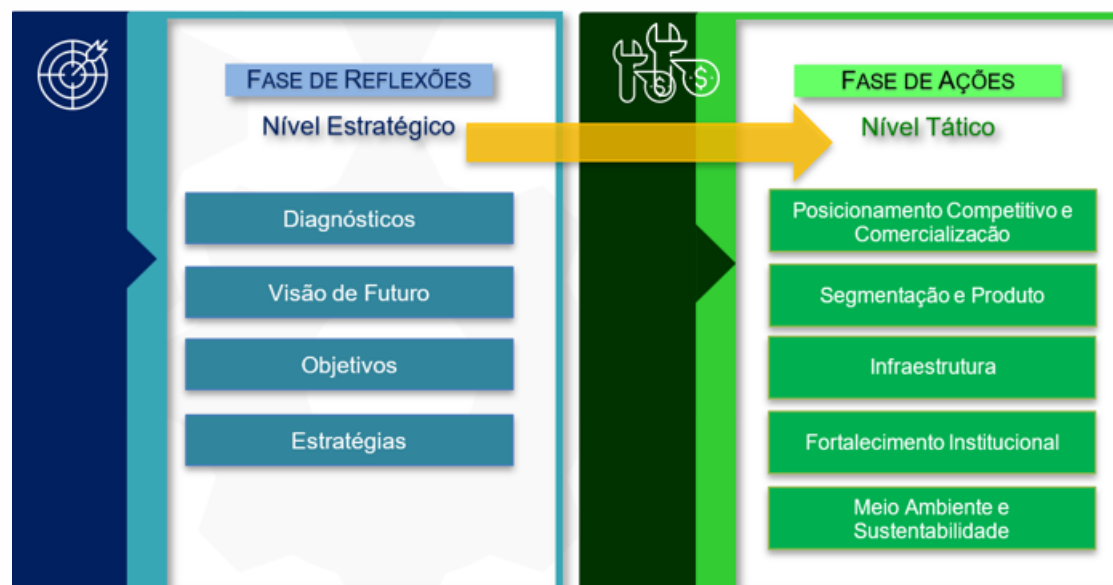 FASE DE REFLEXÕES
Nível Estratégico
Diagnósticos
Visão de Futuro
Objetivos
Estratégias
$
$
FASE DE AÇÕES
Nível Tático
Posicionamento Competitivo e
Comercialização
Segmentação e Produto
Infraestrutura
Fortalecimento Institucional
Meio Ambiente e
Sustentabilidade